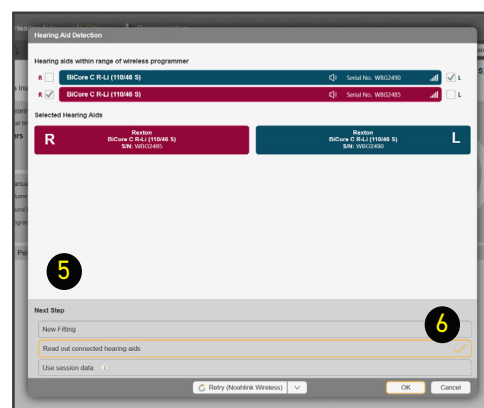 Hearing Aid Detection
Hearing aids within range of wireless programmer
R BiCore C R-Li (110/46 S) Serial No. WBG2490 L
R BiCore C R-Li (110/46 S) Serial No. WBG2485 L
Selected Hearing Aids
R
Rexton
BiCore C R-Li (110/46 S)
S/N: WBG2485
Rexton
BiCore C R-Li (110/46 S)
S/N: WBG2490
L
5
Next Step
6
New Fitting
Read out connected hearing aids
Use session data
Retry (Noahlink Wireless)
OK
Cancel